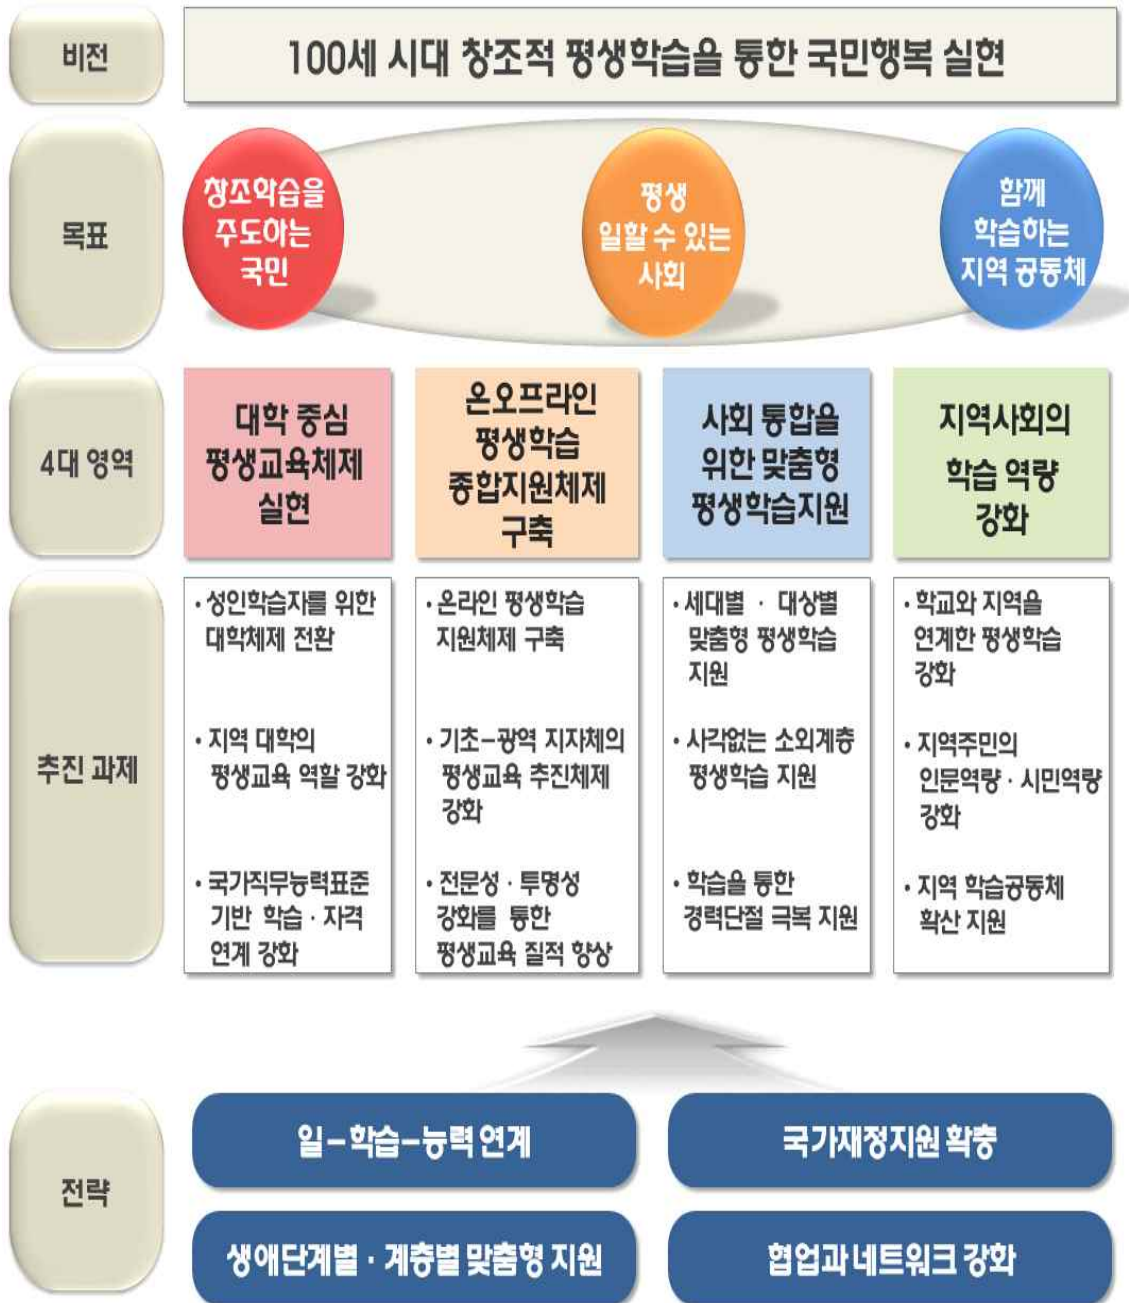 비전
100세 시대 창조적 평생학습을 통한 국민행복 실현
목표
창조학습을
주도하는
국민
평생
일할 수 있는
사회
함께
학습하는
지역 공동체
4대 영역
대학 중심
평생교육체제
실현
온오프라인
평생학습
종합지원체제
구축
사회 통합을
위한 맞춤형
평생학습지원
지역사회의
학습 역량
강화
추진 과제
· 성인학습자를 위한
대학체제 전환
· 지역 대학의
평생교육 역할 강화
· 국가직무능력표준
기반 학습 · 자격
연계 강화
· 온라인 평생학습
지원체제 구축
· 기초-광역 지자체의
평생교육 추진체제
강화
· 전문성 · 투명성
강화를 통한
평생교육 질적 향상
· 세대별 · 대상별
맞춤형 평생학습
지원
· 사각없는 소외계층
평생학습 지원
· 학습을 통한
경력단절 극복 지원
· 학교와 지역을
연계한 평생학습
강화
· 지역주민의
인문역량 · 시민역량
강화
· 지역 학습공동체
확산 지원
전략
일-학습-능력 연계
국가재정지원 확충
생애단계별 · 계층별 맞춤형 지원
협업과 네트워크 강화